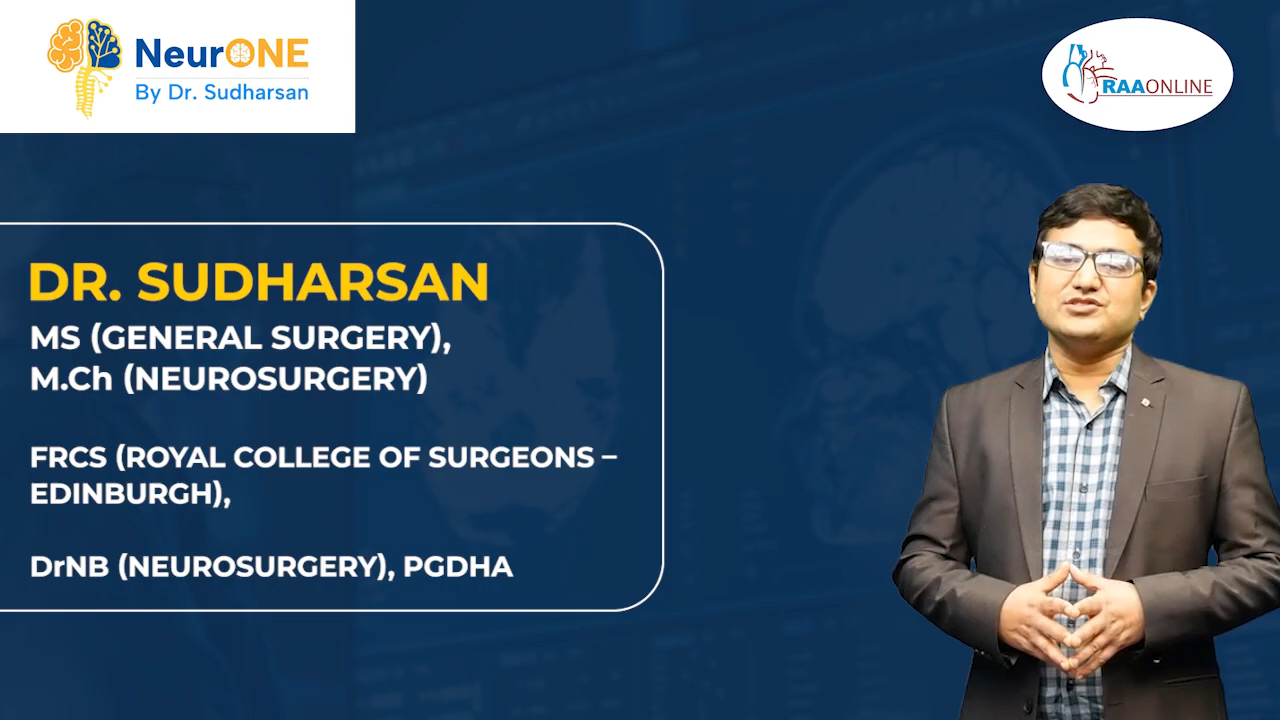 NeurONE
By Dr. Sudharsan
RAAONLINE
DR. SUDHARSAN
MS (GENERAL SURGERY),
M.Ch (NEUROSURGERY)
FRCS (ROYAL COLLEGE OF SURGEONS –
EDINBURGH),
DrNB (NEUROSURGERY), PGDHA